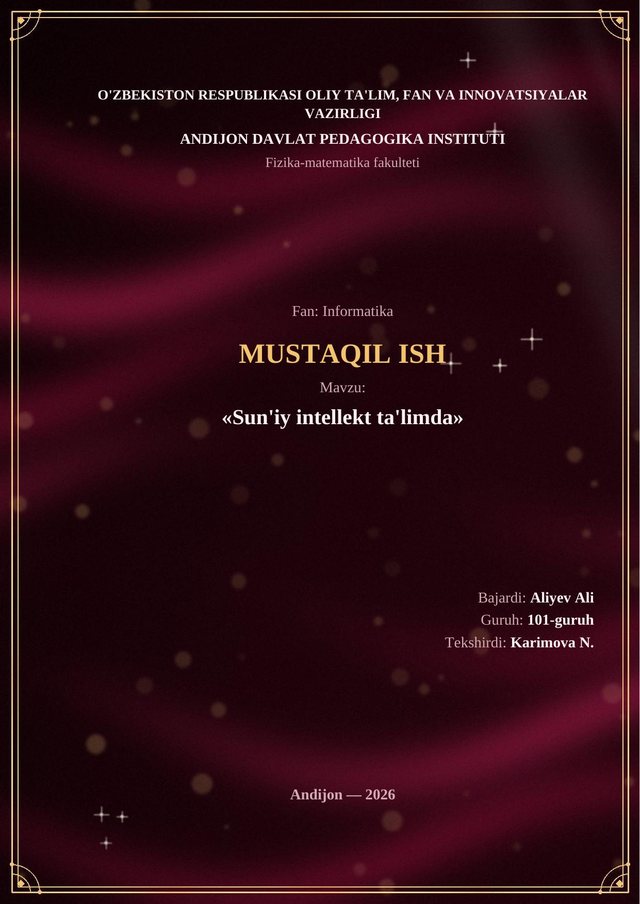 O'ZBEKISTON RESPUBLIKASI OLIY TA'LIM, FAN VA INNOVATSIYALAR
VAZIRLIGI
ANDIJON DAVLAT PEDAGOGIKA INSTITUTI
Fizika-matematika fakulteti
Fan: Informatika
MUSTAQIL ISH
Mavzu:
«Sun'iy intellekt ta'limda»
Bajardi: Aliyev Ali
Guruh: 101-guruh
Tekshirdi: Karimova N.
Andijon — 2026